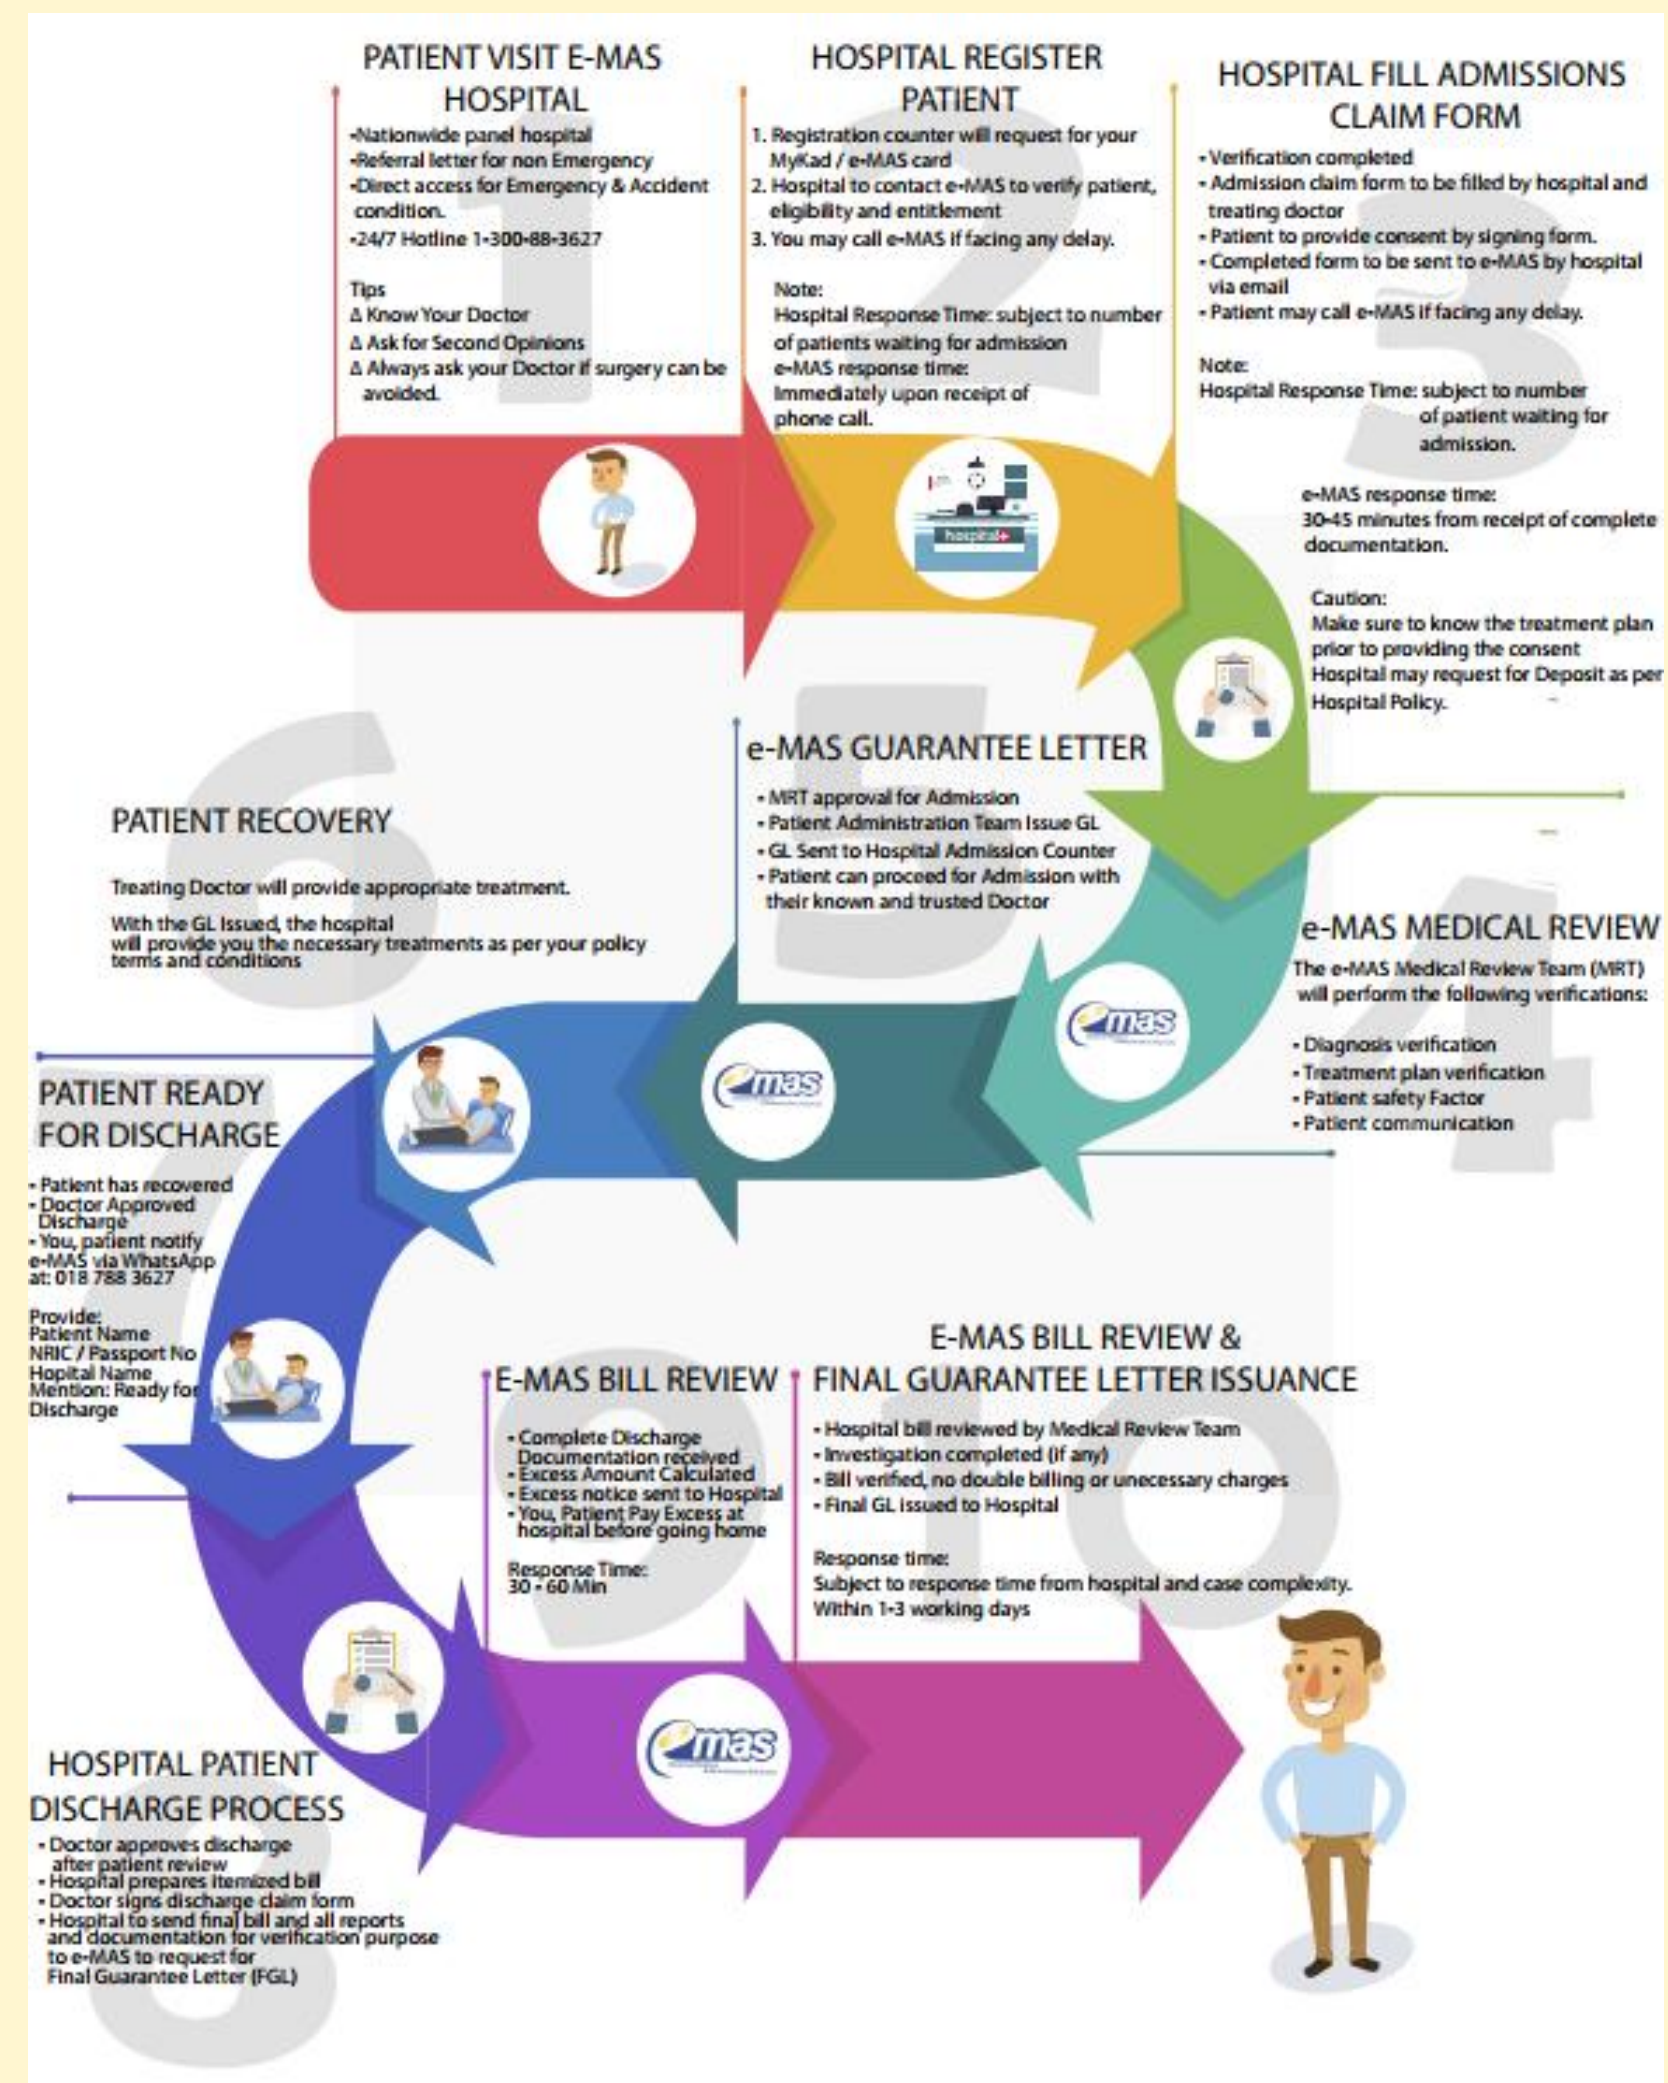 PATIENT VISIT E-MAS
HOSPITAL
-Nationwide panel hospital
-Referral letter for non Emergency
-Direct access for Emergency & Accident
condition.
-24/7 Hotline 1-300-88-3627
Tips
Δ Know Your Doctor
Δ Ask for Second Opinions
Δ Always ask your Doctor if surgery can be
avoided.
1
HOSPITAL REGISTER
PATIENT
1. Registration counter will request for your
MyKad / e-MAS card
2. Hospital to contact e-MAS to verify patient,
eligibility and entitlement
3. You may call e-MAS if facing any delay.
Note:
Hospital Response Time: subject to number
of patients waiting for admission
e-MAS response time:
Immediately upon receipt of
phone call.
2
hospital+
HOSPITAL FILL ADMISSIONS
CLAIM FORM
- Verification completed
- Admission claim form to be filled by hospital and
treating doctor
- Patient to provide consent by signing form.
- Completed form to be sent to e-MAS by hospital
via email
- Patient may call e-MAS if facing any delay.
Note:
Hospital Response Time: subject to number
of patient waiting for
admission.
e-MAS response time:
30-45 minutes from receipt of complete
documentation.
Caution:
Make sure to know the treatment plan
prior to providing the consent
Hospital may request for Deposit as per
Hospital Policy.
3
e-MAS MEDICAL REVIEW
The e-MAS Medical Review Team (MRT)
will perform the following verifications:
- Diagnosis verification
- Treatment plan verification
- Patient safety Factor
- Patient communication
4
emas
e-MAS GUARANTEE LETTER
- MRT approval for Admission
- Patient Administration Team Issue GL
- GL Sent to Hospital Admission Counter
- Patient can proceed for Admission with
their known and trusted Doctor
5
emas
PATIENT RECOVERY
Treating Doctor will provide appropriate treatment.
With the GL Issued, the hospital
will provide you the necessary treatments as per your policy
terms and conditions
6
PATIENT READY
FOR DISCHARGE
- Patient has recovered
- Doctor Approved
Discharge
- You, patient notify
e-MAS via WhatsApp
at: 018 788 3627
Provide:
Patient Name
NRIC / Passport No
Hopital Name
Mention: Ready for
Discharge
7
HOSPITAL PATIENT
DISCHARGE PROCESS
- Doctor approves discharge
after patient review
- Hospital prepares itemized bill
- Doctor signs discharge claim form
- Hospital to send final bill and all reports
and documentation for verification purpose
to e-MAS to request for
Final Guarantee Letter (FGL)
8
E-MAS BILL REVIEW
- Complete Discharge
Documentation received
- Excess Amount Calculated
- Excess notice sent to Hospital
- You, Patient Pay Excess at
hospital before going home
Response Time:
30 - 60 Min
9
emas
E-MAS BILL REVIEW &
FINAL GUARANTEE LETTER ISSUANCE
- Hospital bill reviewed by Medical Review Team
- Investigation completed (if any)
- Bill verified, no double billing or unecessary charges
- Final GL issued to Hospital
Response time:
Subject to response time from hospital and case complexity.
Within 1-3 working days
10